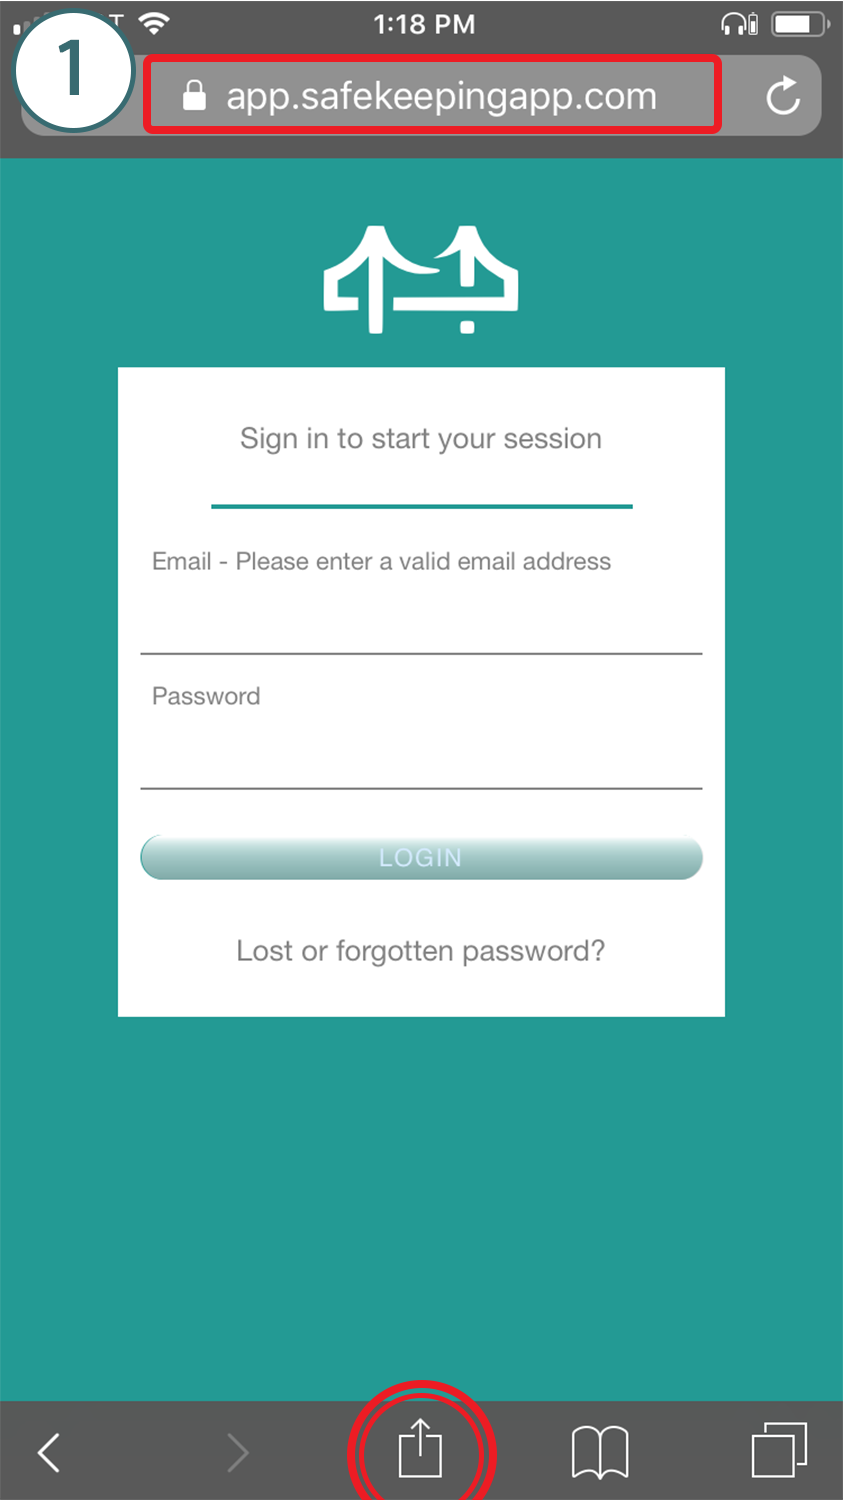 1
1:18 PM
app.safekeepingapp.com
Sign in to start your session
Email - Please enter a valid email address
Password
LOGIN
Lost or forgotten password?